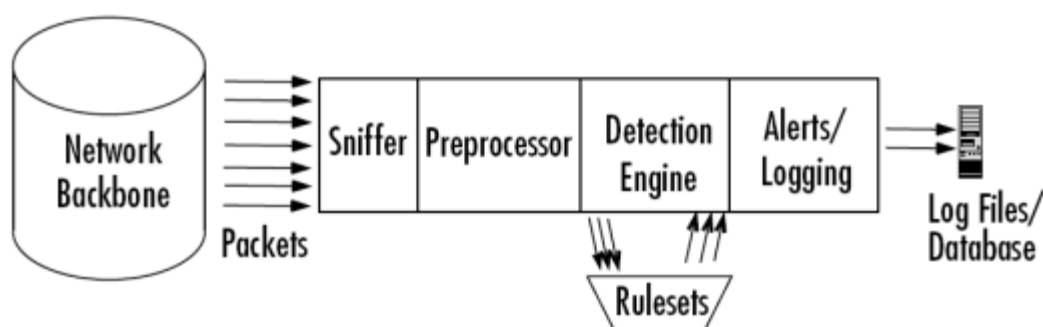 Network
Backbone
Packets
Sniffer
Preprocessor
Detection
Engine
Alerts/
Logging
Rulesets
Log Files/
Database